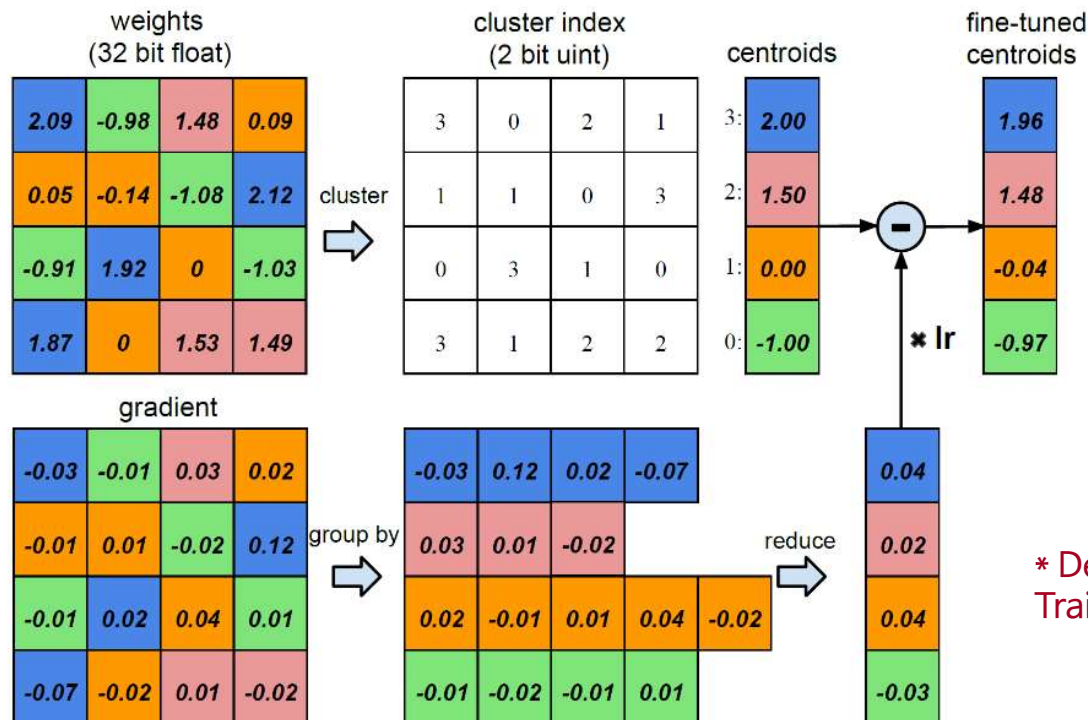 weights
(32 bit float)
cluster index
(2 bit uint)
centroids
fine-tuned
centroids
2.09 -0.98 1.48 0.09
3 0 2 1
3: 2.00
1.96
0.05 -0.14 -1.08 2.12
cluster
1 1 0 3
2: 1.50
1.48
-
-0.91 1.92 0 -1.03
0 3 1 0
1: 0.00
-0.04
1.87 0 1.53 1.49
3 1 2 2
0: -1.00
× lr
-0.97
gradient
-0.03 -0.01 0.03 0.02
-0.03 0.12 0.02 -0.07
0.04
-0.01 0.01 -0.02 0.12
group by
0.03 0.01 -0.02
reduce
0.02
-0.01 0.02 0.04 0.01
0.02 -0.01 0.01 0.04 -0.02
0.04
-0.07 -0.02 0.01 -0.02
-0.01 -0.02 -0.01 0.01
-0.03
* De
Trai